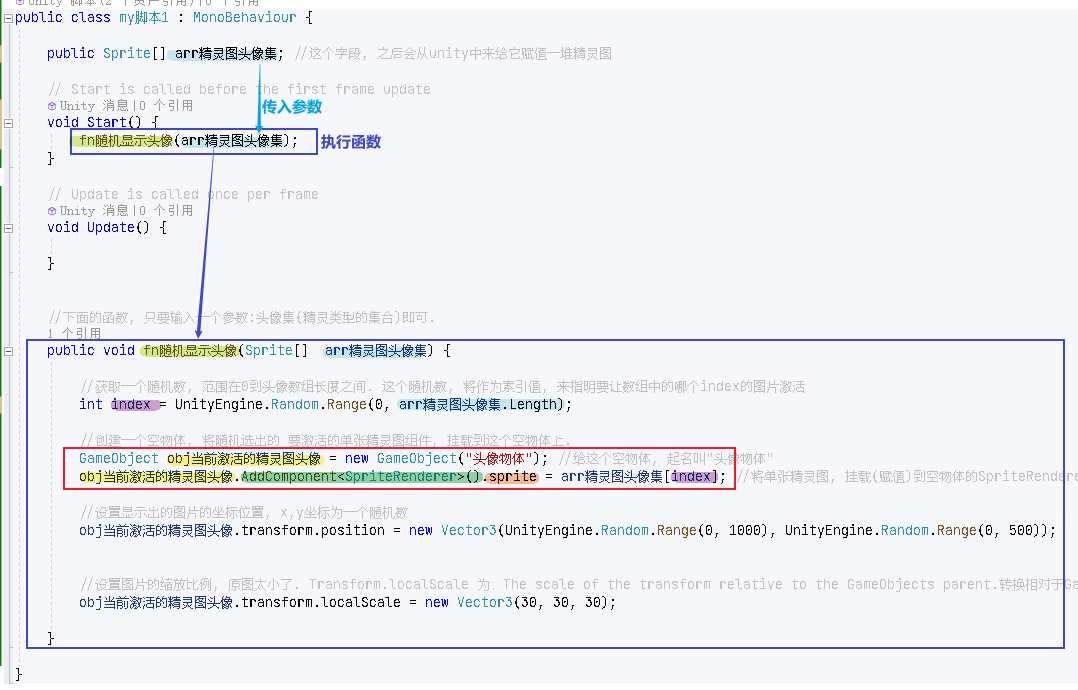 Unity 脚本(2 个资产引用)|0 个引用
public class my脚本1 : MonoBehaviour {
public Sprite[] arr精灵图头像集; //这个字段, 之后会从unity中来给它赋值一堆精灵图
// Start is called before the first frame update
Unity 消息|0 个引用
传入参数
void Start() {
fn随机显示头像(arr精灵图头像集);
执行函数
}
// Update is called once per frame
Unity 消息|0 个引用
void Update() {
}
//下面的函数, 只要输入一个参数:头像集(精灵类型的集合)即可.
1 个引用
public void fn随机显示头像(Sprite[] arr精灵图头像集) {
//获取一个随机数, 范围在0到头像数组长度之间. 这个随机数, 将作为素引值, 来指明要让数组中的哪个index的图片激活
int index = UnityEngine.Random.Range(0, arr精灵图头像集.Length);
//创建一个空物体, 将随机选出的 要激活的单张精灵图组件, 挂载到这个空物体上.
GameObject obj当前激活的精灵图头像 = new GameObject("头像物体"); //给这个空物体, 起名叫"头像物体"
obj当前激活的精灵图头像.AddComponent<SpriteRenderer>().sprite = arr精灵图头像集[index]; //将单张精灵图, 挂载(赋值)到空物体的SpriteRendere
//设置显示出的图片的坐标位置, x,y坐标为一个随机数
obj当前激活的精灵图头像.transform.position = new Vector3(UnityEngine.Random.Range(0, 1000), UnityEngine.Random.Range(0, 500));
//设置图片的缩放比例, 原图太小了. Transform.localScale 为: The scale of the transform relative to the GameObjects parent.转换相对于Ga
obj当前激活的精灵图头像.transform.localScale = new Vector3(30, 30, 30);
}
}